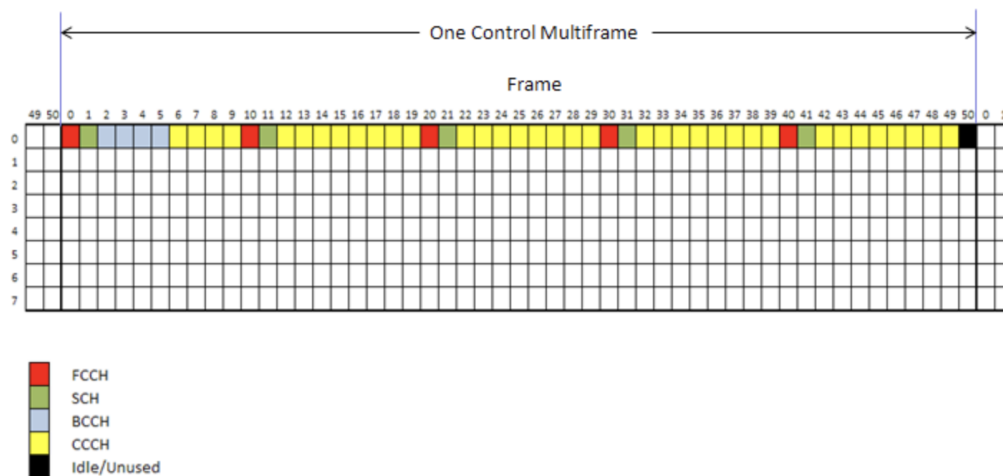 One Control Multiframe
Frame
49 50 0 1 2 3 4 5 6 7 8 9 10 11 12 13 14 15 16 17 18 19 20 21 22 23 24 25 26 27 28 29 30 31 32 33 34 35 36 37 38 39 40 41 42 43 44 45 46 47 48 49 50 0
0
1
2
3
4
5
6
7
FCCH
SCH
BCCH
CCCH
Idle/Unused